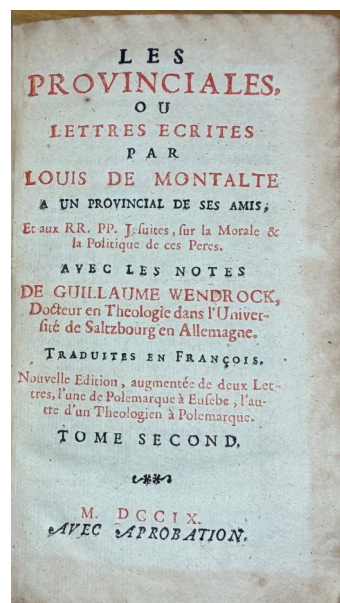 LES
PROVINCIALES,
OU
LETTRES ECRITES
PAR
LOUIS DE MONTALTE
A UN PROVINCIAL DE SES AMIS;
Et aux RR. PP. Jesuites, sur la Morale &
la Politique de ces Peres.
AVEC LES NOTES
DE GUILLAUME WENDROCK,
Docteur en Theologie dans l'Univer-
sité de Saltzbourg en Allemagne.
TRADUITES EN FRANÇOIS.
Nouvelle Edition, augmentée de deux Let-
tres, l'une de Polemarque à Eusebe, l'au-
tre d'un Theologien à Polemarque.
TOME SECOND.
M. DCCIX.
AVEC APROBATION.